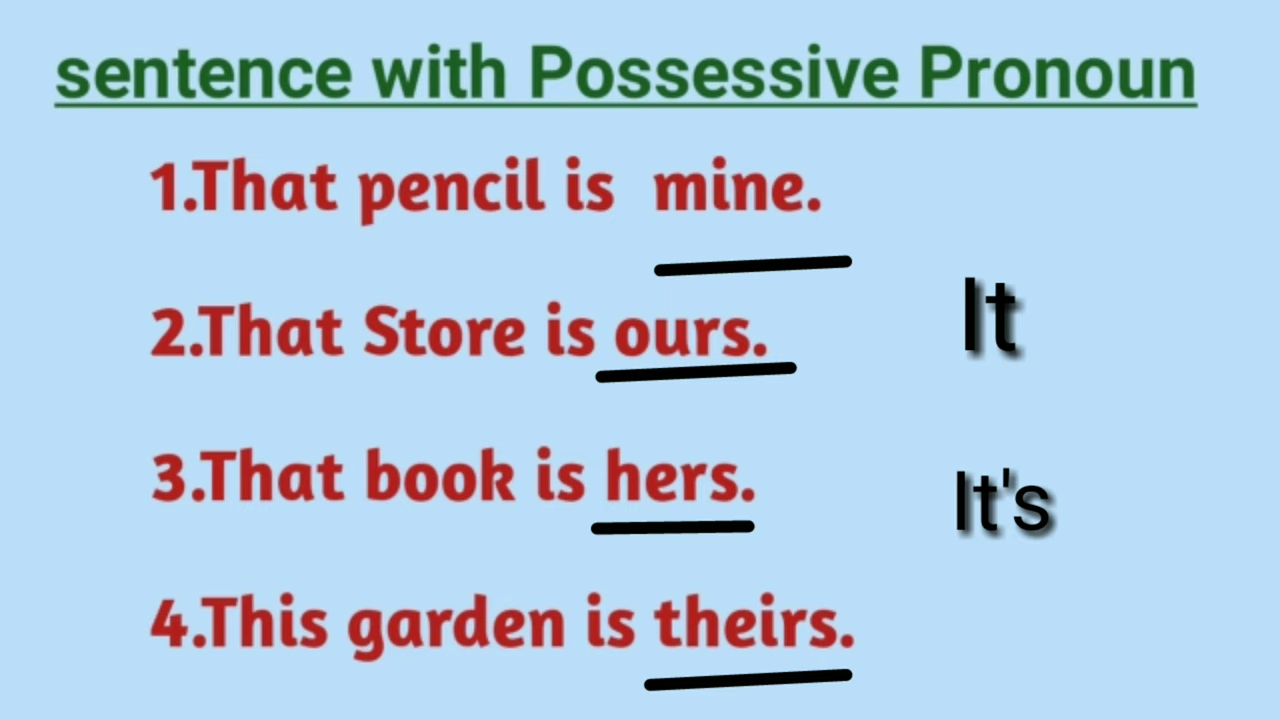 sentence with Possessive Pronoun
1.That pencil is mine.
2.That Store is ours.
It
3.That book is hers.
It's
4.This garden is theirs.